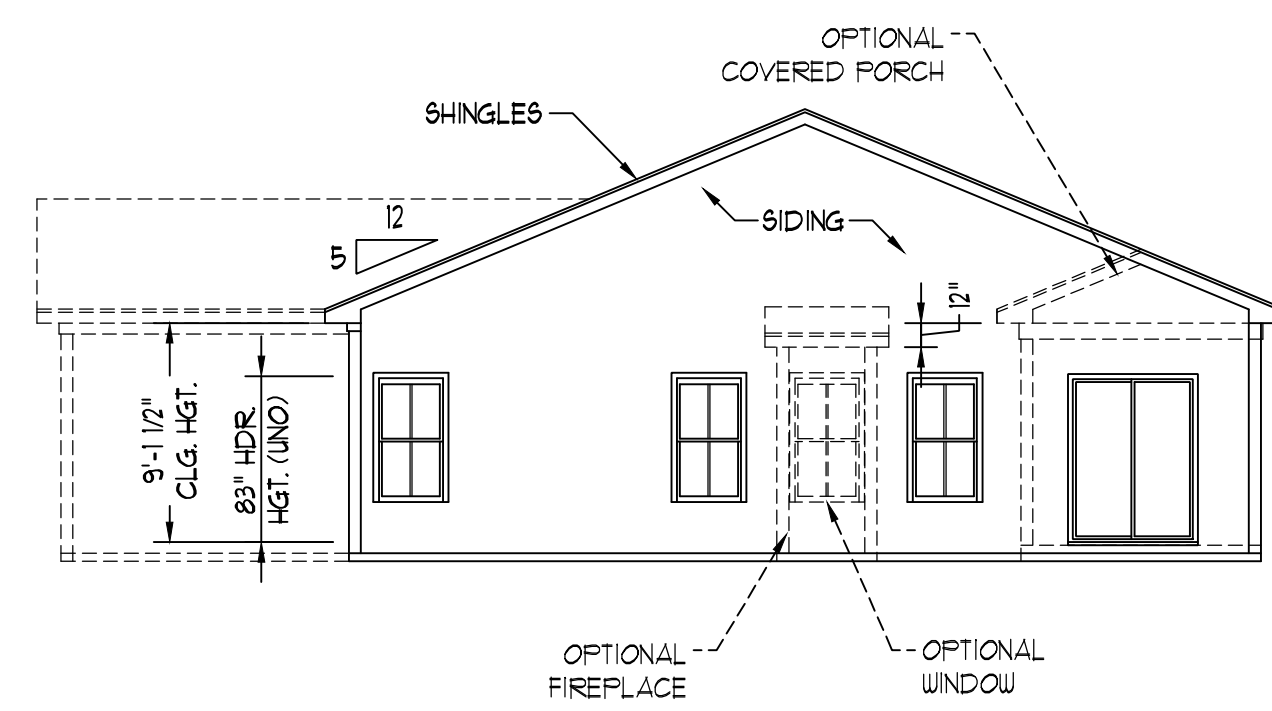 OPTIONAL
COVERED PORCH
SHINGLES
12
5
SIDING
12"
9'-1 1/2"
CLG. HGT.
83" HDR.
HGT. (UNO)
OPTIONAL
FIREPLACE
OPTIONAL
WINDOW